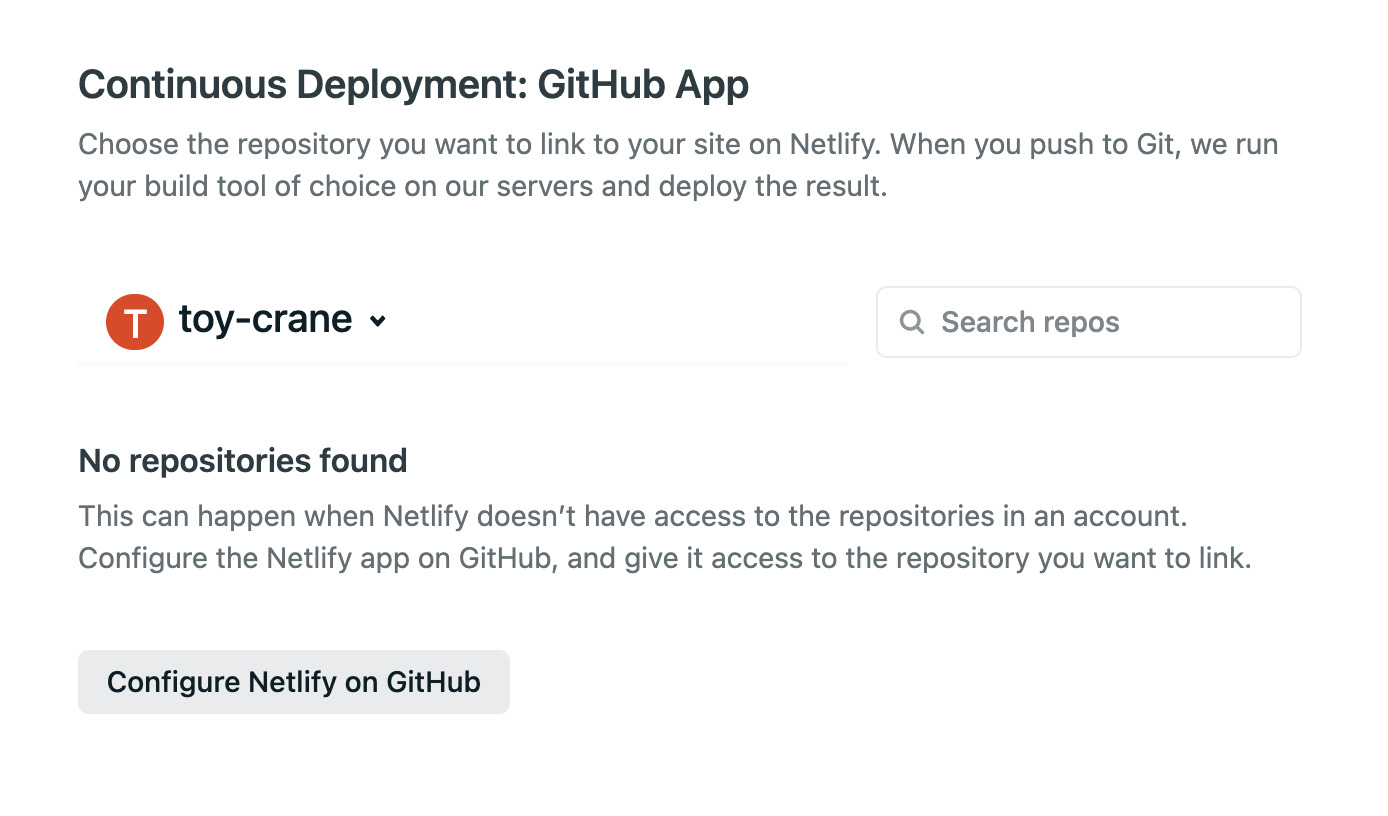 Continuous Deployment: GitHub App
Choose the repository you want to link to your site on Netlify. When you push to Git, we run
your build tool of choice on our servers and deploy the result.
T toy-crane
Search repos
No repositories found
This can happen when Netlify doesn’t have access to the repositories in an account.
Configure the Netlify app on GitHub, and give it access to the repository you want to link.
Configure Netlify on GitHub